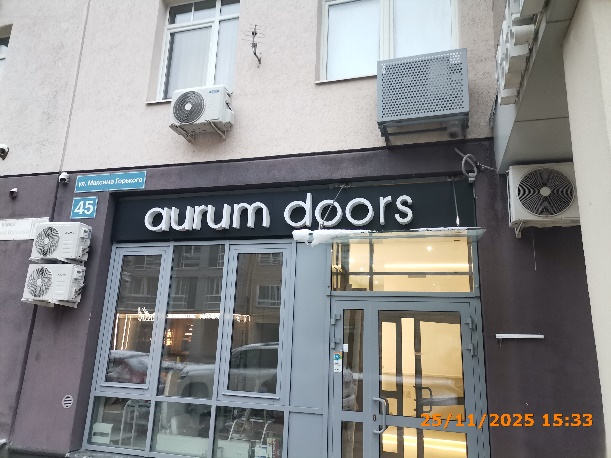 ул. Максима Горького
45
aurum doors
25/11/2025 15:33